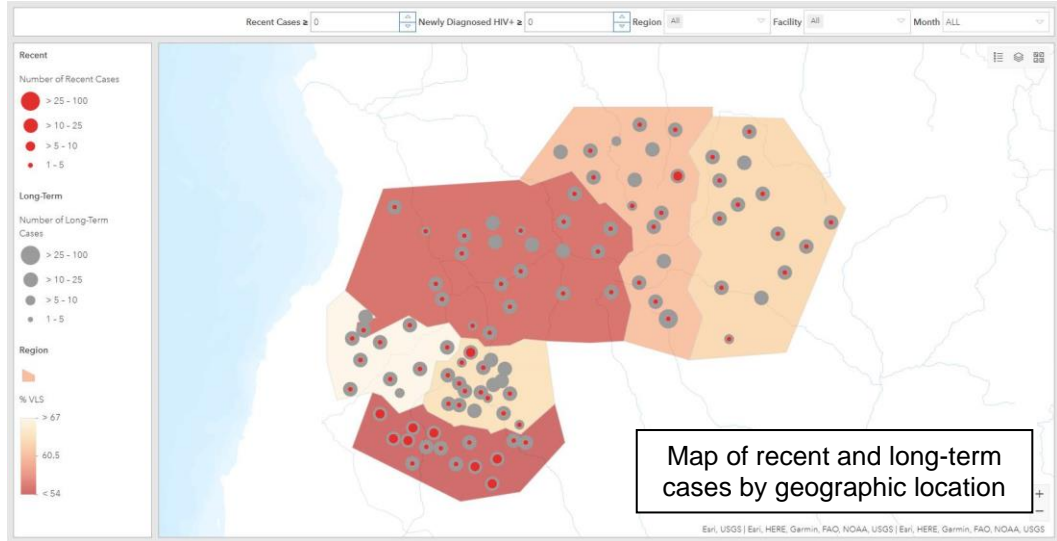 Recent Cases ≥ 0 Newly Diagnosed HIV+ ≥ 0 Region All Facility All Month ALL
Recent
Number of Recent Cases
> 25 - 100
> 10 - 25
> 5 - 10
1 - 5
Long-Term
Number of Long-Term
Cases
> 25 - 100
> 10 - 25
> 5 - 10
1 - 5
Region
% VLS
> 67
60.5
< 54
Map of recent and long-term
cases by geographic location
Esri, USGS | Esri, HERE, Garmin, FAO, NOAA, USGS | Esri, HERE, Garmin, FAO, NOAA, USGS